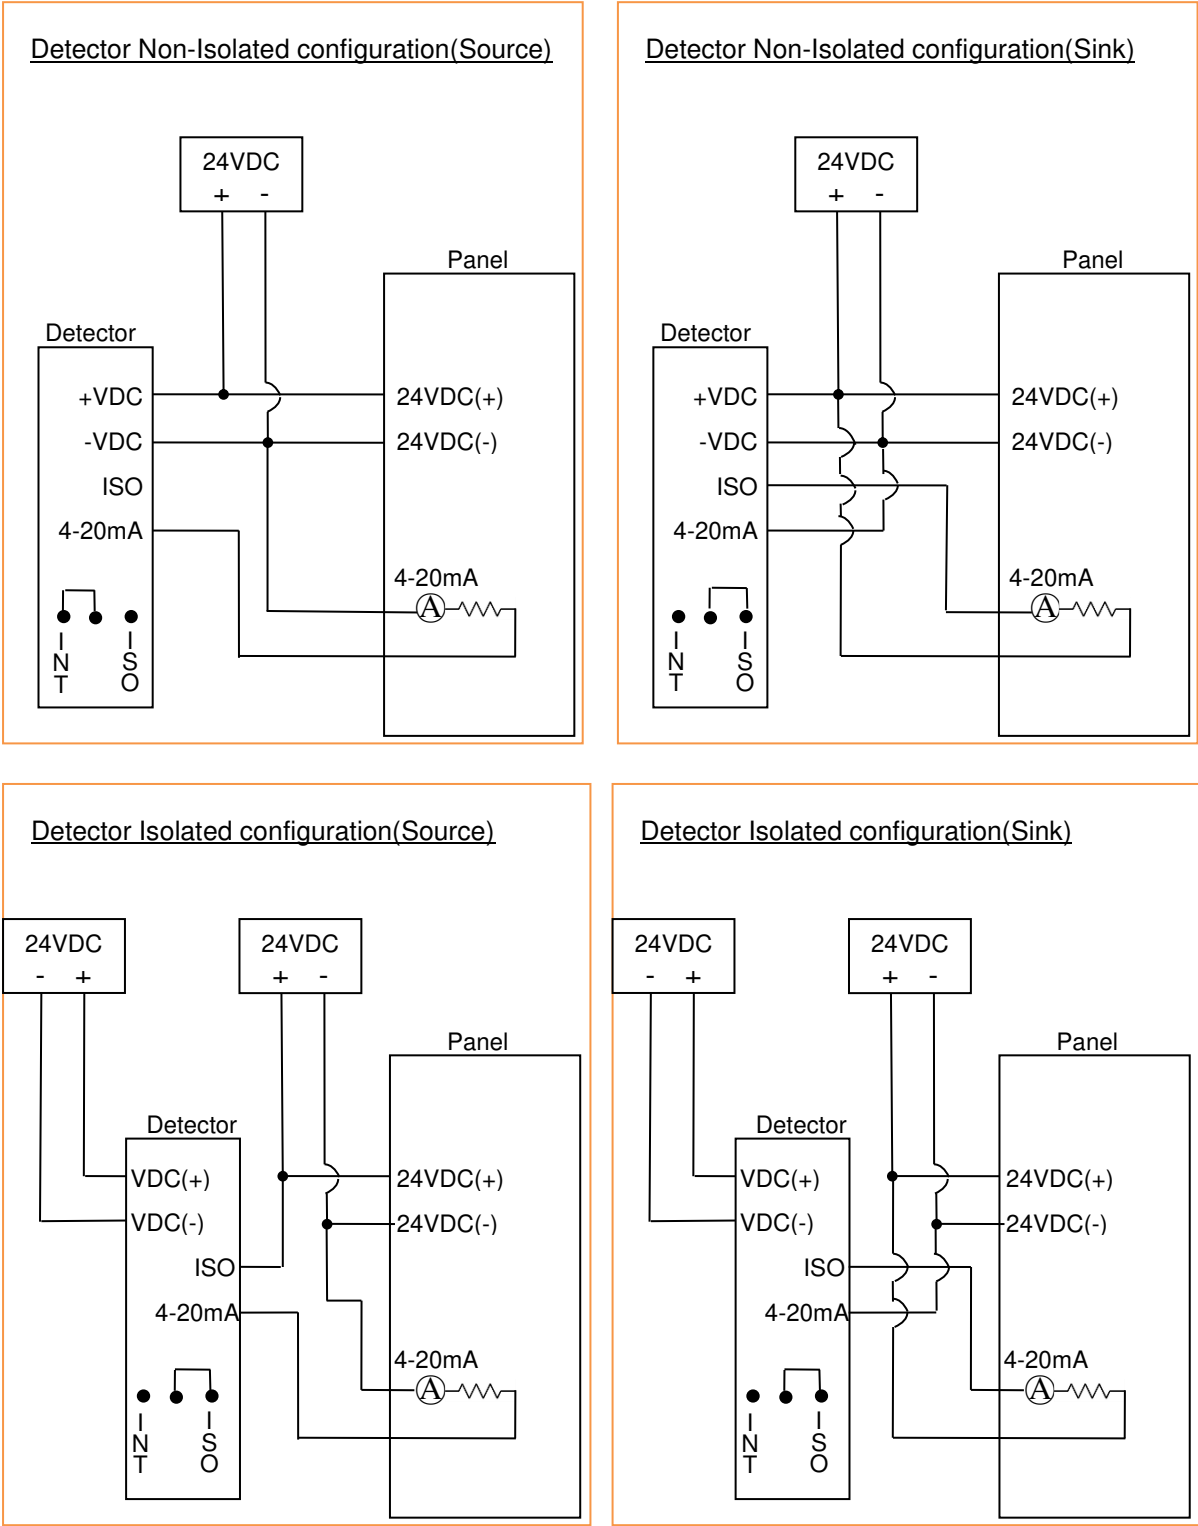 Detector Non-Isolated configuration(Source)
24VDC
+ -
Panel
Detector
+VDC
24VDC(+)
-VDC
24VDC(-)
ISO
4-20mA
4-20mA
A
INT
ISO
Detector Non-Isolated configuration(Sink)
24VDC
+ -
Panel
Detector
+VDC
24VDC(+)
-VDC
24VDC(-)
ISO
4-20mA
4-20mA
A
INT
ISO
Detector Isolated configuration(Source)
24VDC
- +
24VDC
+ -
Panel
Detector
VDC(+)
24VDC(+)
VDC(-)
24VDC(-)
ISO
4-20mA
4-20mA
A
INT
ISO
Detector Isolated configuration(Sink)
24VDC
- +
24VDC
+ -
Panel
Detector
VDC(+)
24VDC(+)
VDC(-)
24VDC(-)
ISO
4-20mA
4-20mA
A
INT
ISO